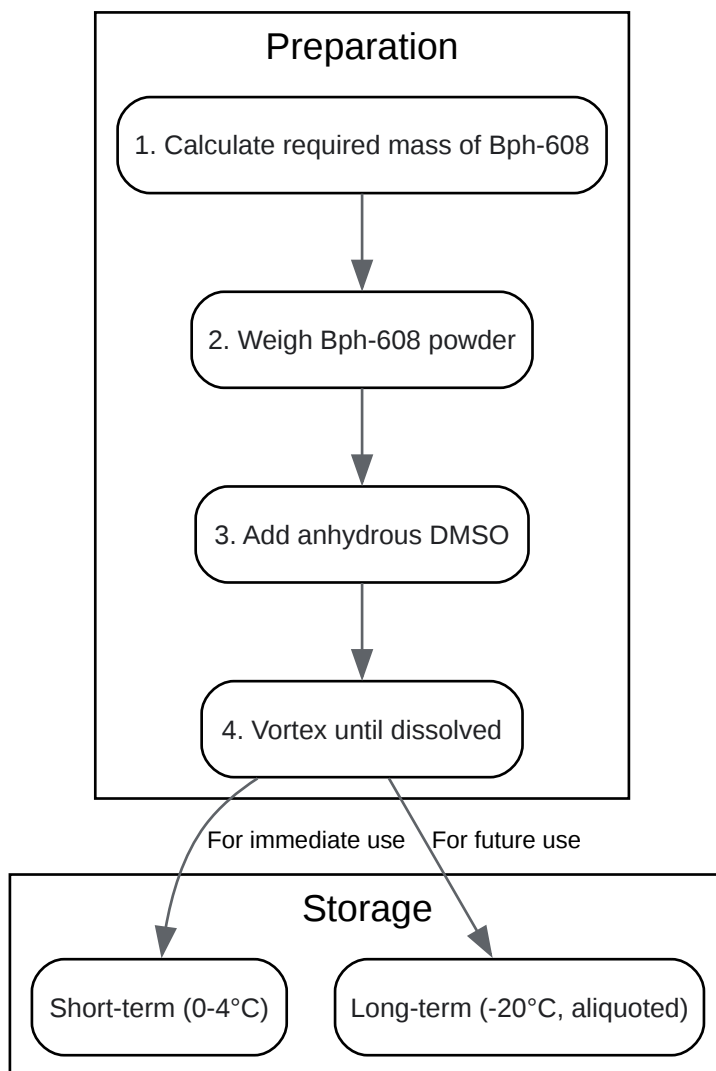 Preparation
1. Calculate required mass of Bph-608
2. Weigh Bph-608 powder
3. Add anhydrous DMSO
4. Vortex until dissolved
For immediate use
For future use
Storage
Short-term (0-4°C)
Long-term (-20°C, aliquoted)